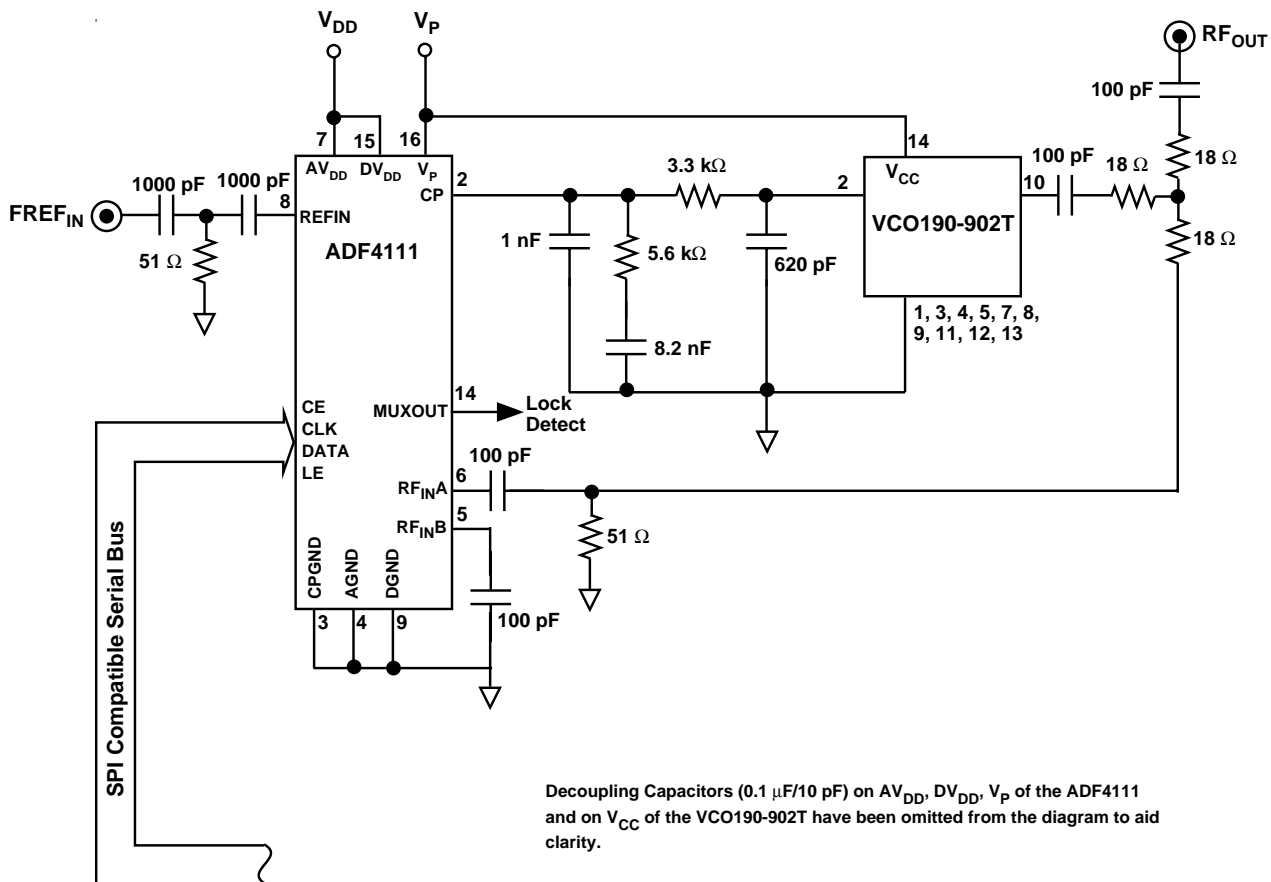 VDD
VP
RFOUT
100 pF
7
15
16
14
AVDD
DVDD
VP
2
CP
3.3 kΩ
2
VCC
10
100 pF
18 Ω
18 Ω
1000 pF
1000 pF
8
FREFIN
REFIN
VCO190-902T
18 Ω
51 Ω
ADF4111
1 nF
5.6 kΩ
620 pF
1, 3, 4, 5, 7, 8,
9, 11, 12, 13
8.2 nF
14
MUXOUT
Lock
Detect
CE
CLK
DATA
LE
100 pF
6
RFINA
5
RFINB
51 Ω
CPGND
AGND
DGND
3
4
9
100 pF
SPI Compatible Serial Bus
Decoupling Capacitors (0.1 μF/10 pF) on AVDD, DVDD, VP of the ADF4111
and on VCC of the VCO190-902T have been omitted from the diagram to aid
clarity.